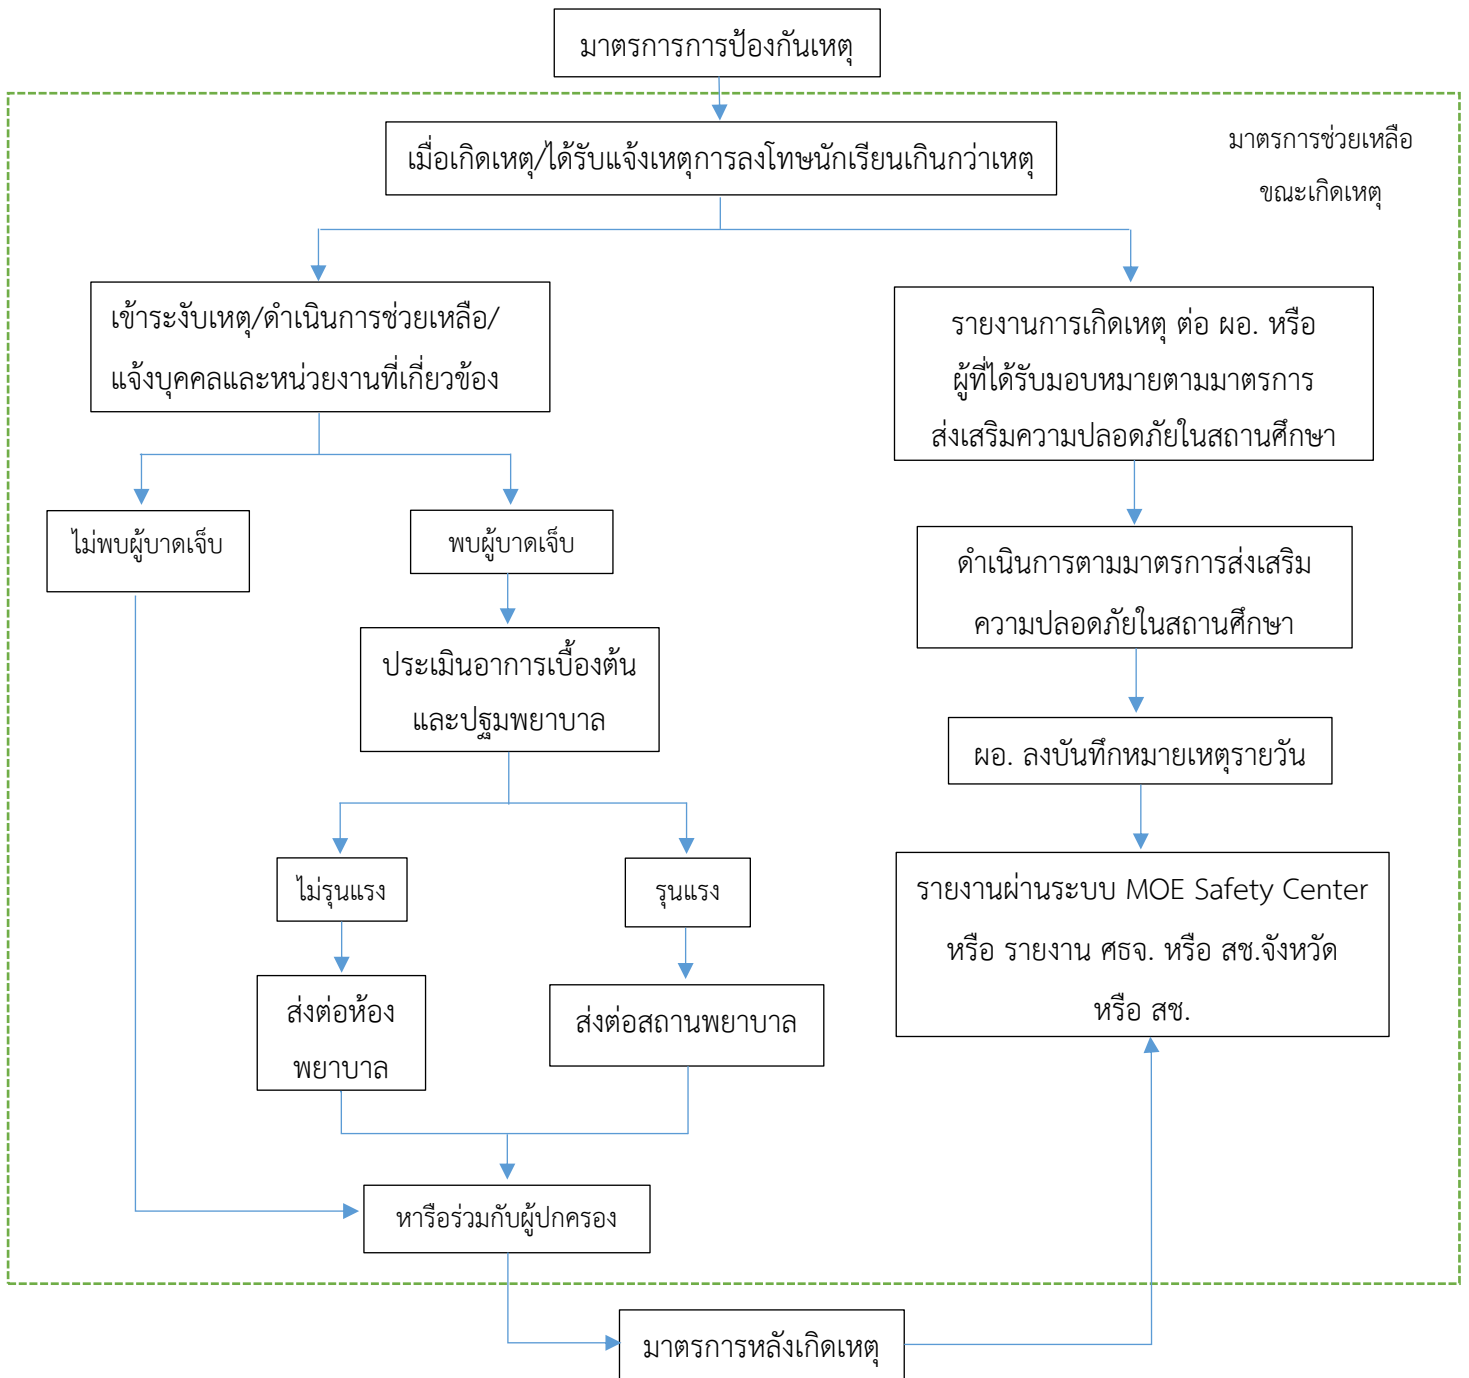 มาตรการการป้องกันเหตุ
เมื่อเกิดเหตุ/ได้รับแจ้งเหตุการลงโทษนักเรียนเกินกว่าเหตุ
มาตรการช่วยเหลือ
ขณะเกิดเหตุ
เข้าระงับเหตุ/ดำเนินการช่วยเหลือ/
แจ้งบุคคลและหน่วยงานที่เกี่ยวข้อง
รายงานการเกิดเหตุ ต่อ ผอ. หรือ
ผู้ที่ได้รับมอบหมายตามมาตรการ
ส่งเสริมความปลอดภัยในสถานศึกษา
ไม่พบผู้บาดเจ็บ
พบผู้บาดเจ็บ
ดำเนินการตามมาตรการส่งเสริม
ความปลอดภัยในสถานศึกษา
ประเมินอาการเบื้องต้น
และปฐมพยาบาล
ผอ. ลงบันทึกหมายเหตุรายวัน
ไม่รุนแรง
รุนแรง
รายงานผ่านระบบ MOE Safety Center
หรือ รายงาน ศธจ. หรือ สช.จังหวัด
หรือ สช.
ส่งต่อห้อง
พยาบาล
ส่งต่อสถานพยาบาล
หารือร่วมกับผู้ปกครอง
มาตรการหลังเกิดเหตุ